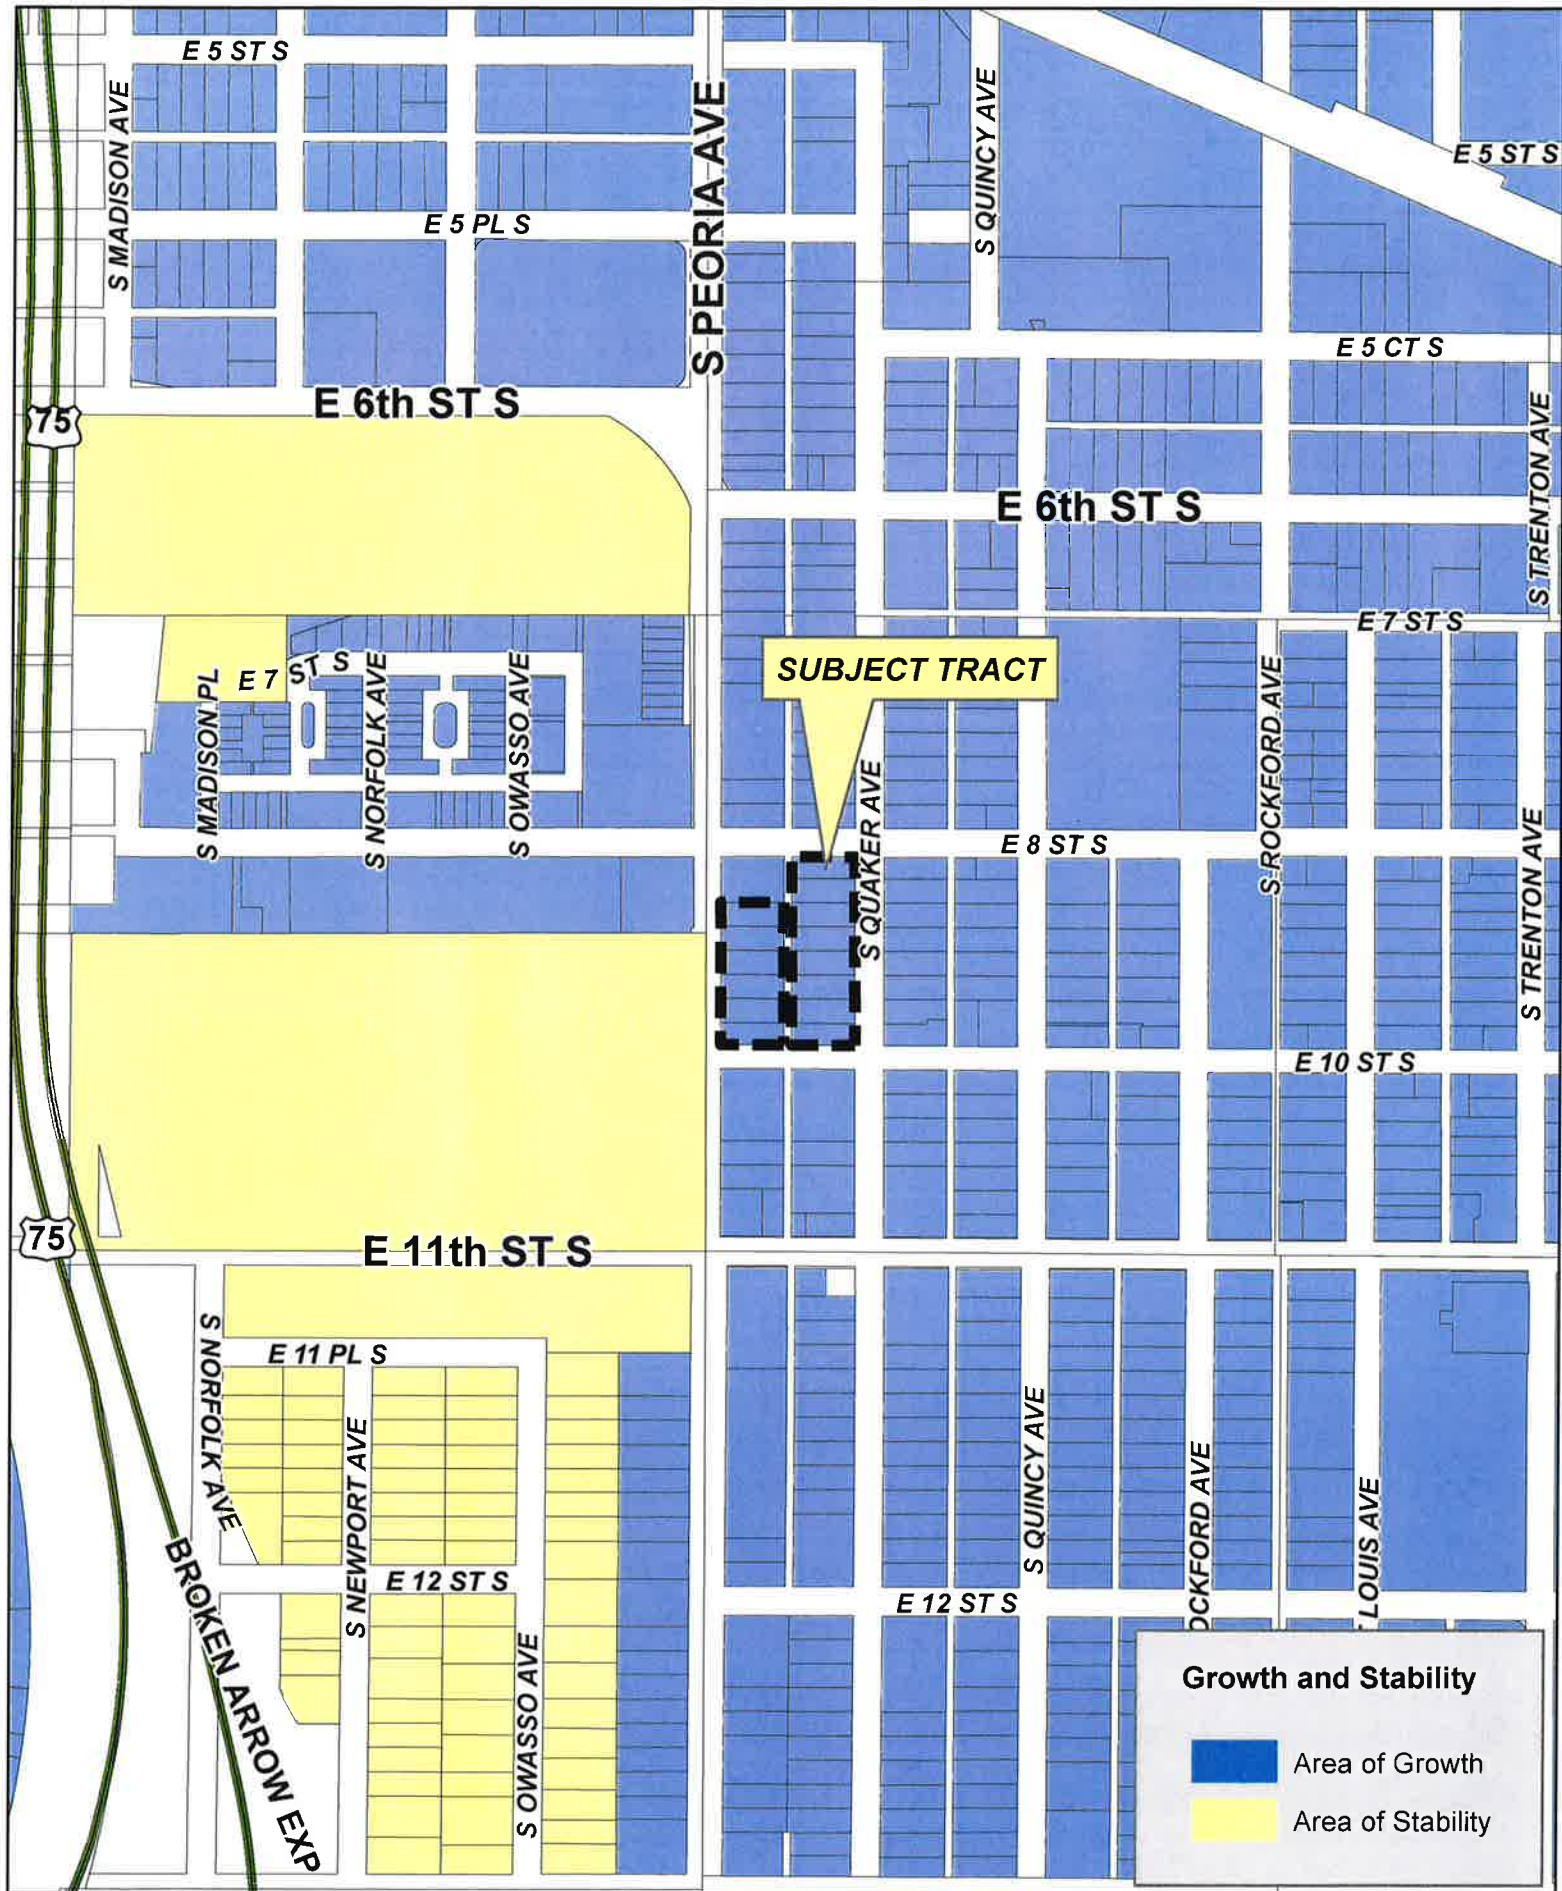 E 5 ST S
S MADISON AVE
S PEORIA AVE
S QUINCY AVE
E 5 ST S
E 5 PL S
E 5 CT S
E 6th ST S
75
S TRENTON AVE
E 6th ST S
E 7 ST S
SUBJECT TRACT
E 7 ST S
S MADISON PL
S NORFOLK AVE
S OWASSO AVE
S ROCKFORD AVE
S QUAKER AVE
E 8 ST S
S TRENTON AVE
E 10 ST S
75
E 11th ST S
S NORFOLK AVE
E 11 PL S
S NEWPORT AVE
S QUINCY AVE
OCKFORD AVE
LOUIS AVE
BROKEN ARROW EXP
E 12 ST S
E 12 ST S
S OWASSO AVE
Growth and Stability
Area of Growth
Area of Stability